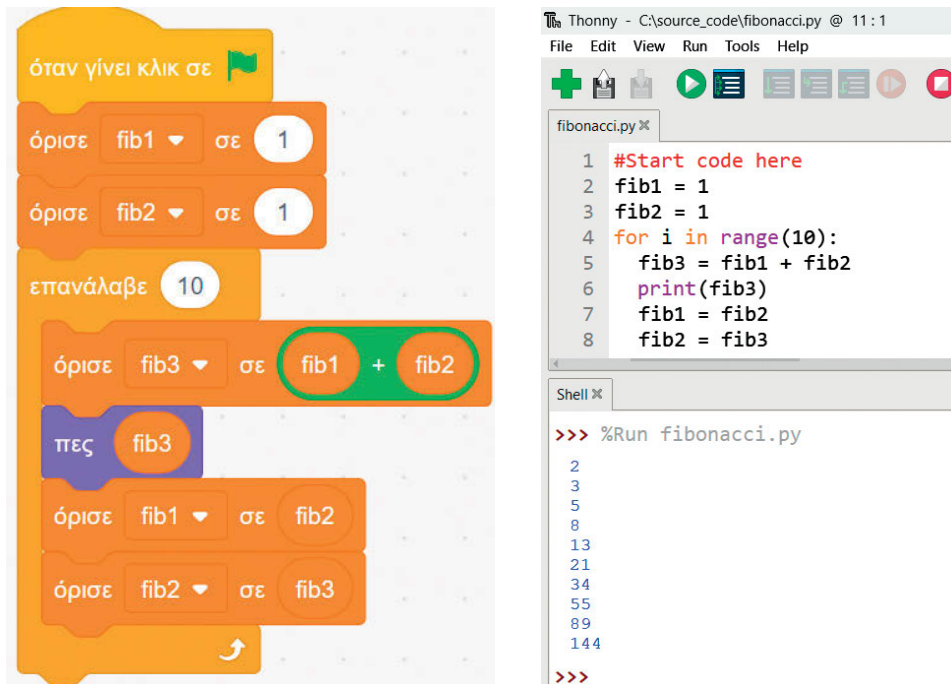 όταν γίνει κλικ σε
όρισε fib1 σε 1
όρισε fib2 σε 1
επανάλαβε 10
όρισε fib3 σε fib1 + fib2
πες fib3
όρισε fib1 σε fib2
όρισε fib2 σε fib3
Thonny - C:\source_code\fibonacci.py @ 11 : 1
File Edit View Run Tools Help
fibonacci.py
1 #Start code here
2 fib1 = 1
3 fib2 = 1
4 for i in range(10):
5 fib3 = fib1 + fib2
6 print(fib3)
7 fib1 = fib2
8 fib2 = fib3
Shell
>>> %Run fibonacci.py
2
3
5
8
13
21
34
55
89
144
>>>